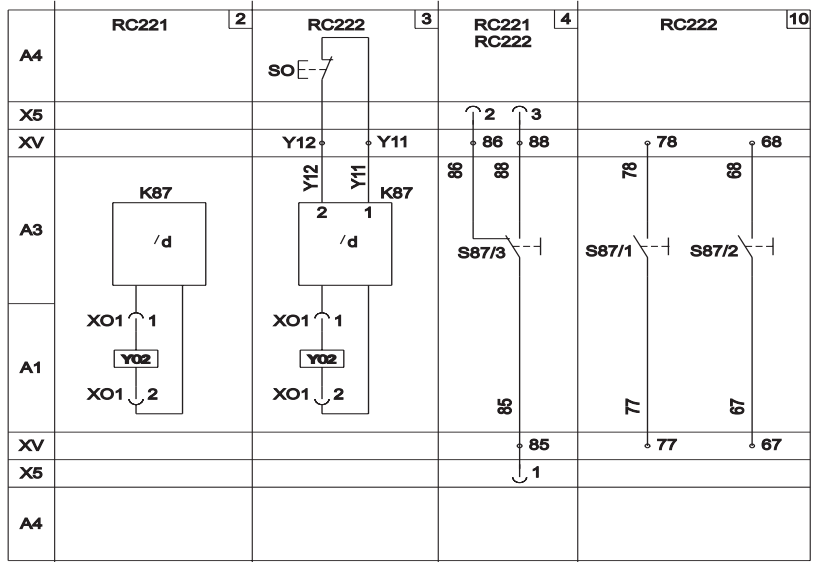 RC221 2 RC222 3 RC221 4 RC222 10
RC222
A4
SO
X5 2 3
XV Y12 Y11 86 88 78 68
Y12 Y11 86 88 78 68
K87 K87
2 1
A3 /d /d S87/3 S87/1 S87/2
XO1 1 XO1 1
A1 Y02 Y02
XO1 2 XO1 2 85 77 67
XV 85 77 67
X5 1
A4